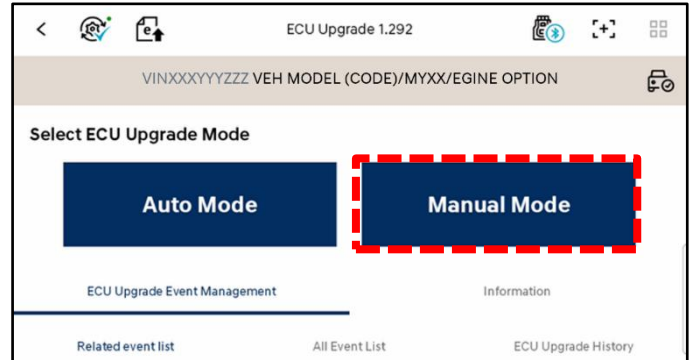 ECU Upgrade 1.292
VINXXXYYYZZZ VEH MODEL (CODE)/MYXX/EGINE OPTION
Select ECU Upgrade Mode
Auto Mode Manual Mode
ECU Upgrade Event Management Information
Related event list All Event List ECU Upgrade History